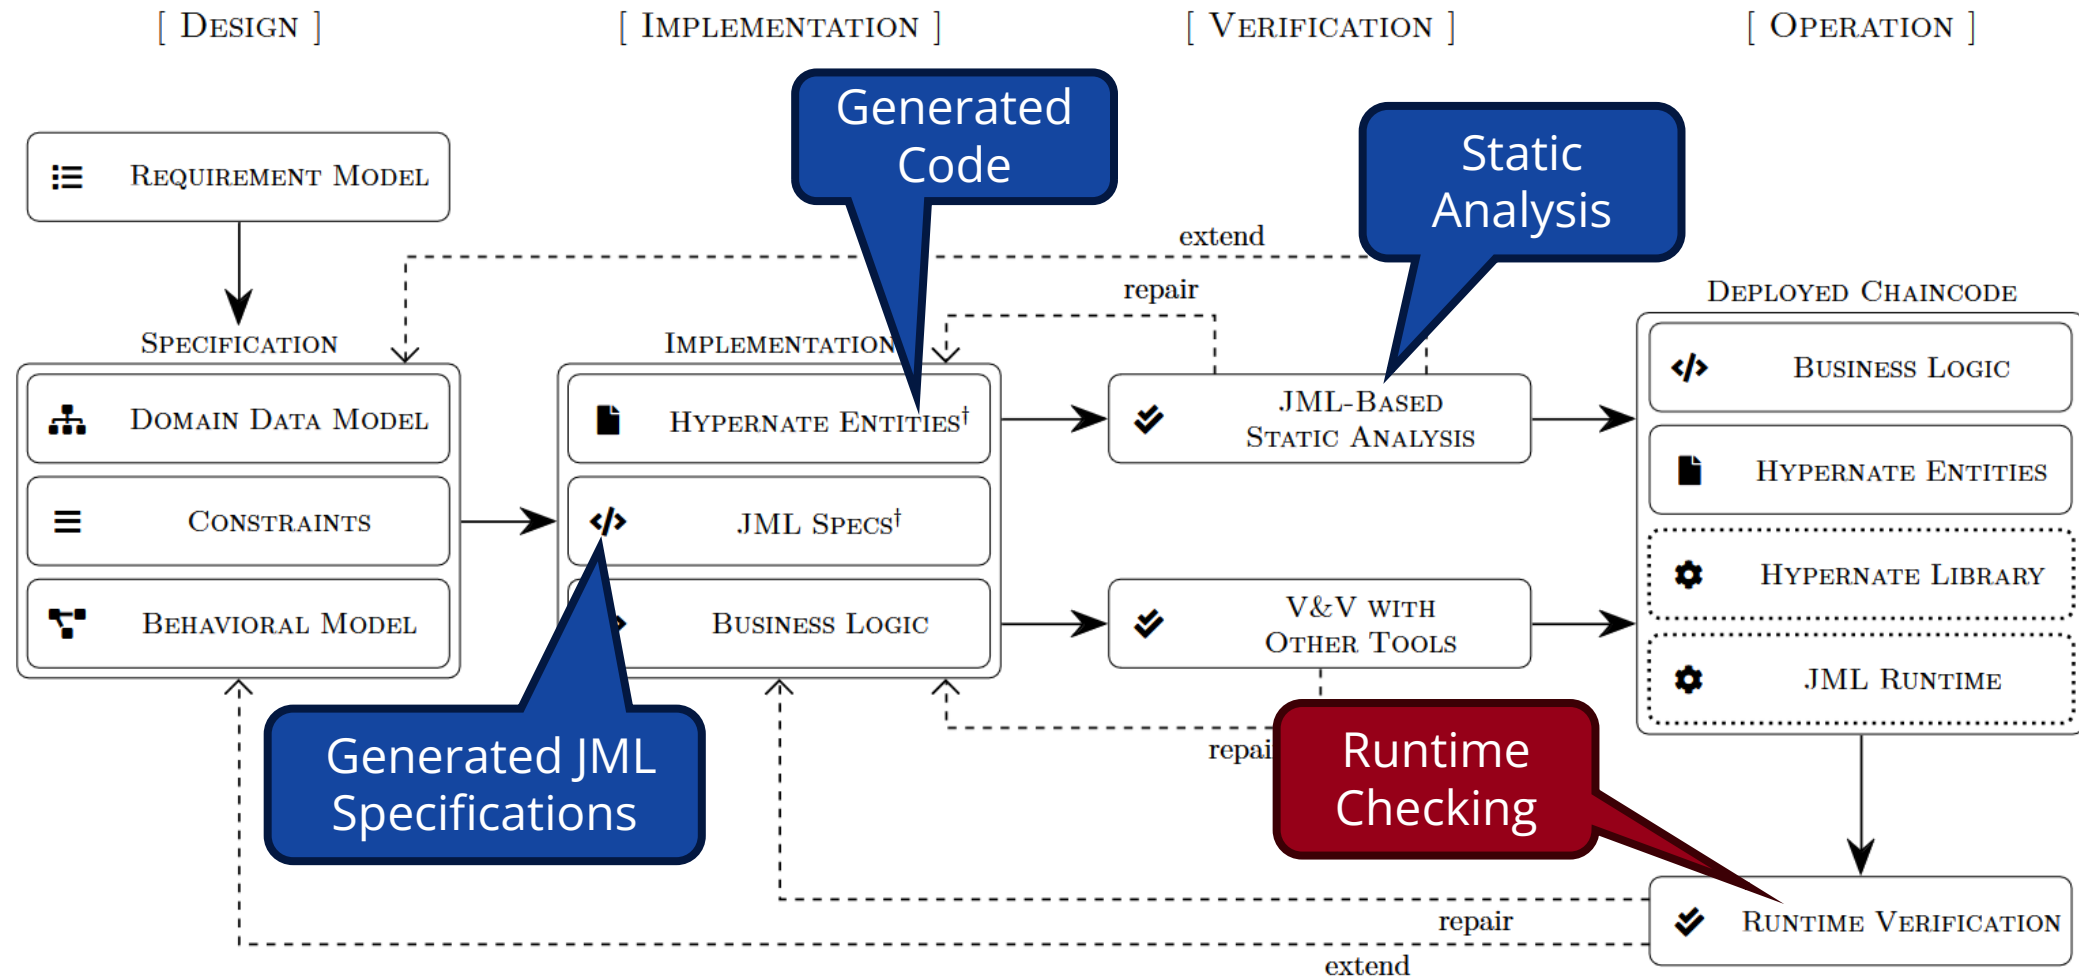 [ DESIGN ]
[ IMPLEMENTATION ]
[ VERIFICATION ]
[ OPERATION ]
Generated
Code
Static
Analysis
REQUIREMENT MODEL
extend
repair
DEPLOYED CHAINCODE
SPECIFICATION
IMPLEMENTATION
BUSINESS LOGIC
DOMAIN DATA MODEL
HYPERNATE ENTITIES†
JML-BASED
STATIC ANALYSIS
HYPERNATE ENTITIES
CONSTRAINTS
JML SPECS†
HYPERNATE LIBRARY
BEHAVIORAL MODEL
BUSINESS LOGIC
V&V WITH
OTHER TOOLS
JML RUNTIME
Generated JML
Specifications
repai
Runtime
Checking
repair
RUNTIME VERIFICATION
extend